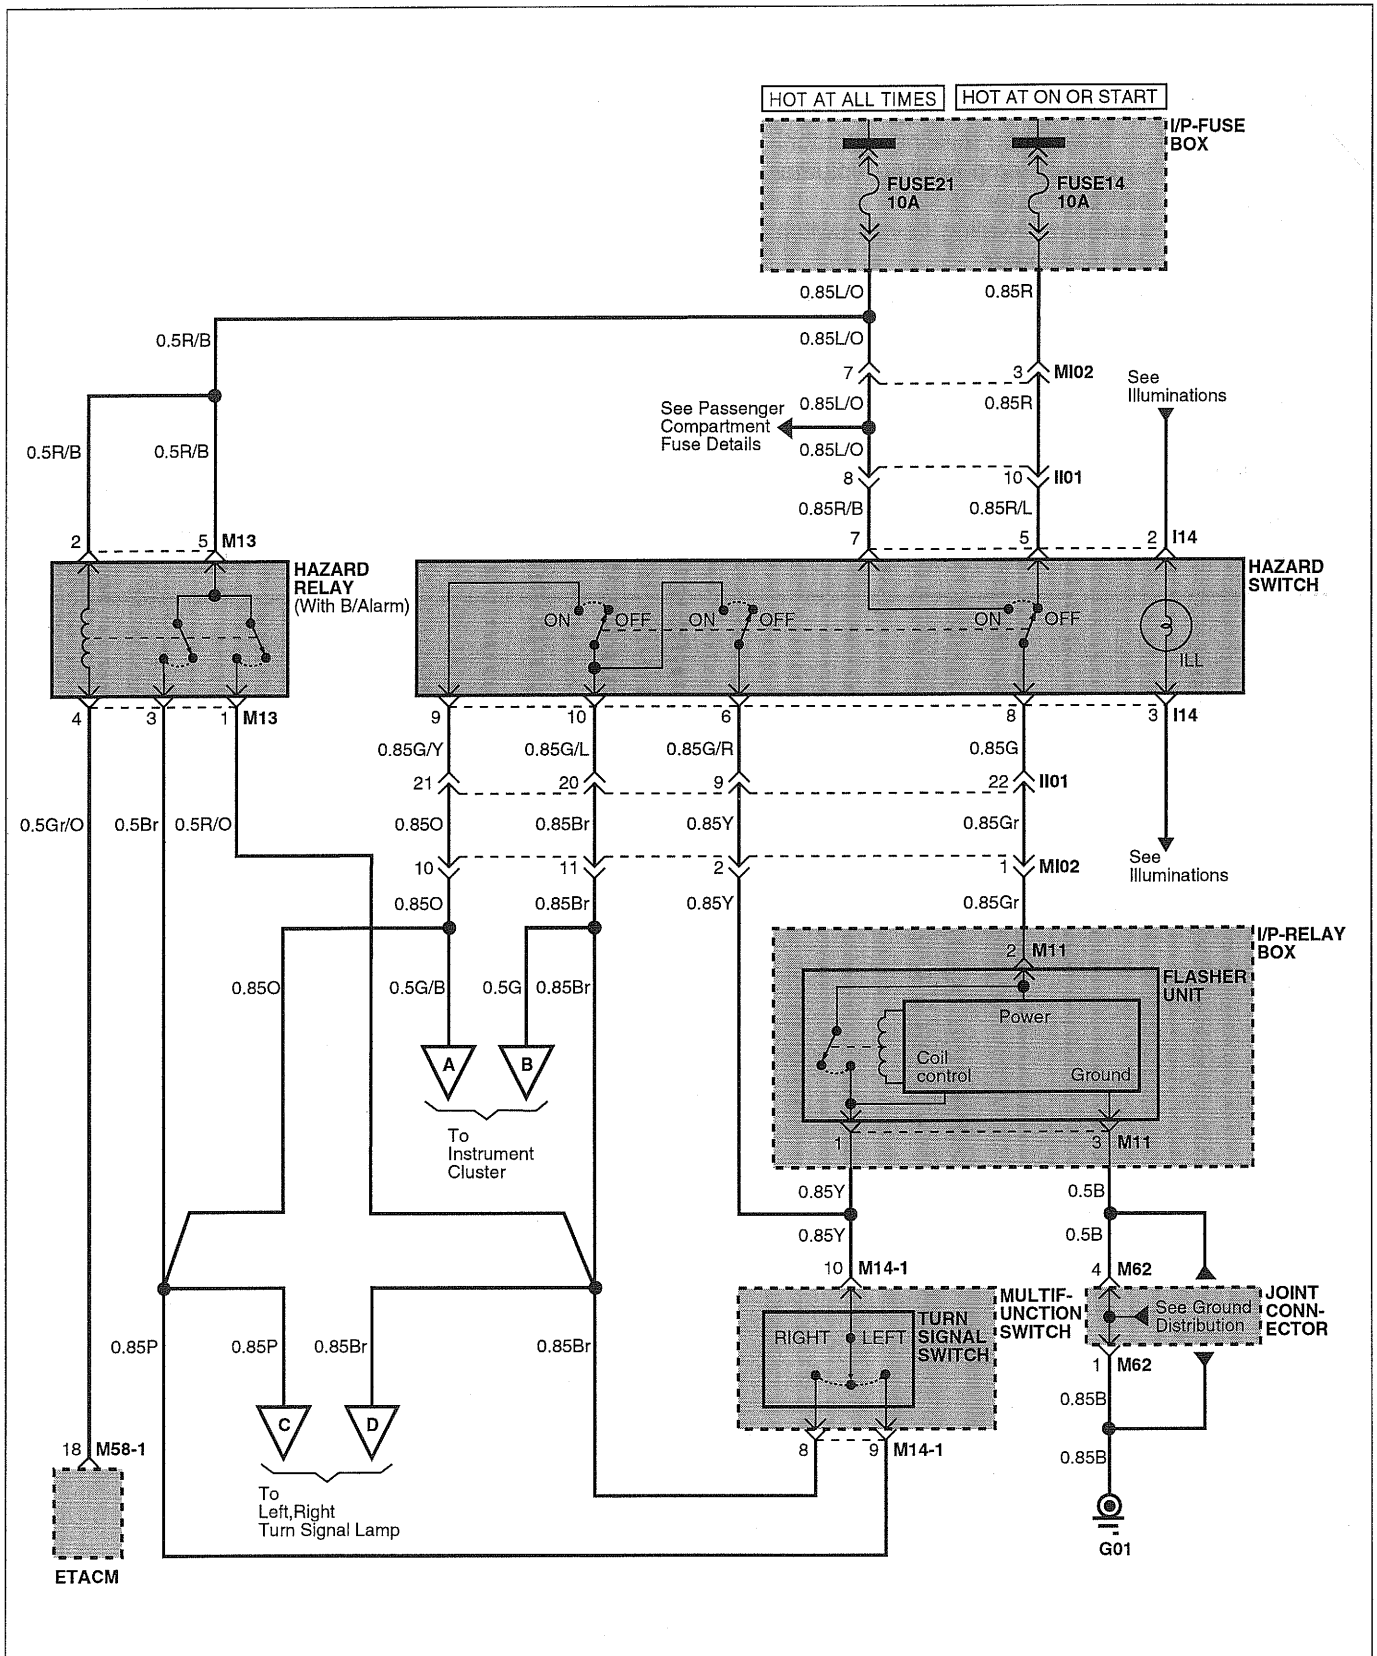 HOT AT ALL TIMES
HOT AT ON OR START
I/P-FUSE
BOX
FUSE21
10A
FUSE14
10A
0.85L/O
0.85R
0.5R/B
0.85L/O
7
3
MI02
See
Illuminations
See Passenger
Compartment
Fuse Details
0.85L/O
0.85R
0.5R/B
0.5R/B
0.85L/O
8
10
II01
0.85R/B
0.85R/L
2
5
M13
7
5
2
I14
HAZARD
RELAY
(With B/Alarm)
HAZARD
SWITCH
ON
OFF
ON
OFF
ON
OFF
ILL
4
3
1
M13
9
10
6
8
3
I14
0.85G/Y
0.85G/L
0.85G/R
0.85G
21
20
9
22
II01
0.5Gr/O
0.5Br
0.5R/O
0.85O
0.85Br
0.85Y
0.85Gr
10
11
2
1
MI02
See
Illuminations
0.85O
0.85Br
0.85Y
0.85Gr
I/P-RELAY
BOX
2
M11
FLASHER
UNIT
0.85O
0.5G/B
0.5G
0.85Br
Power
Coil
control
Ground
A
B
To
Instrument
Cluster
1
3
M11
0.85Y
0.5B
0.85Y
0.5B
10
M14-1
4
M62
MULTIF-
UNCTION
SWITCH
TURN
SIGNAL
SWITCH
RIGHT
LEFT
See Ground
Distribution
JOINT
CONN-
ECTOR
0.85P
0.85P
0.85Br
0.85Br
1
M62
0.85B
C
D
18
M58-1
8
9
M14-1
0.85B
To
Left,Right
Turn Signal Lamp
G01
ETACM